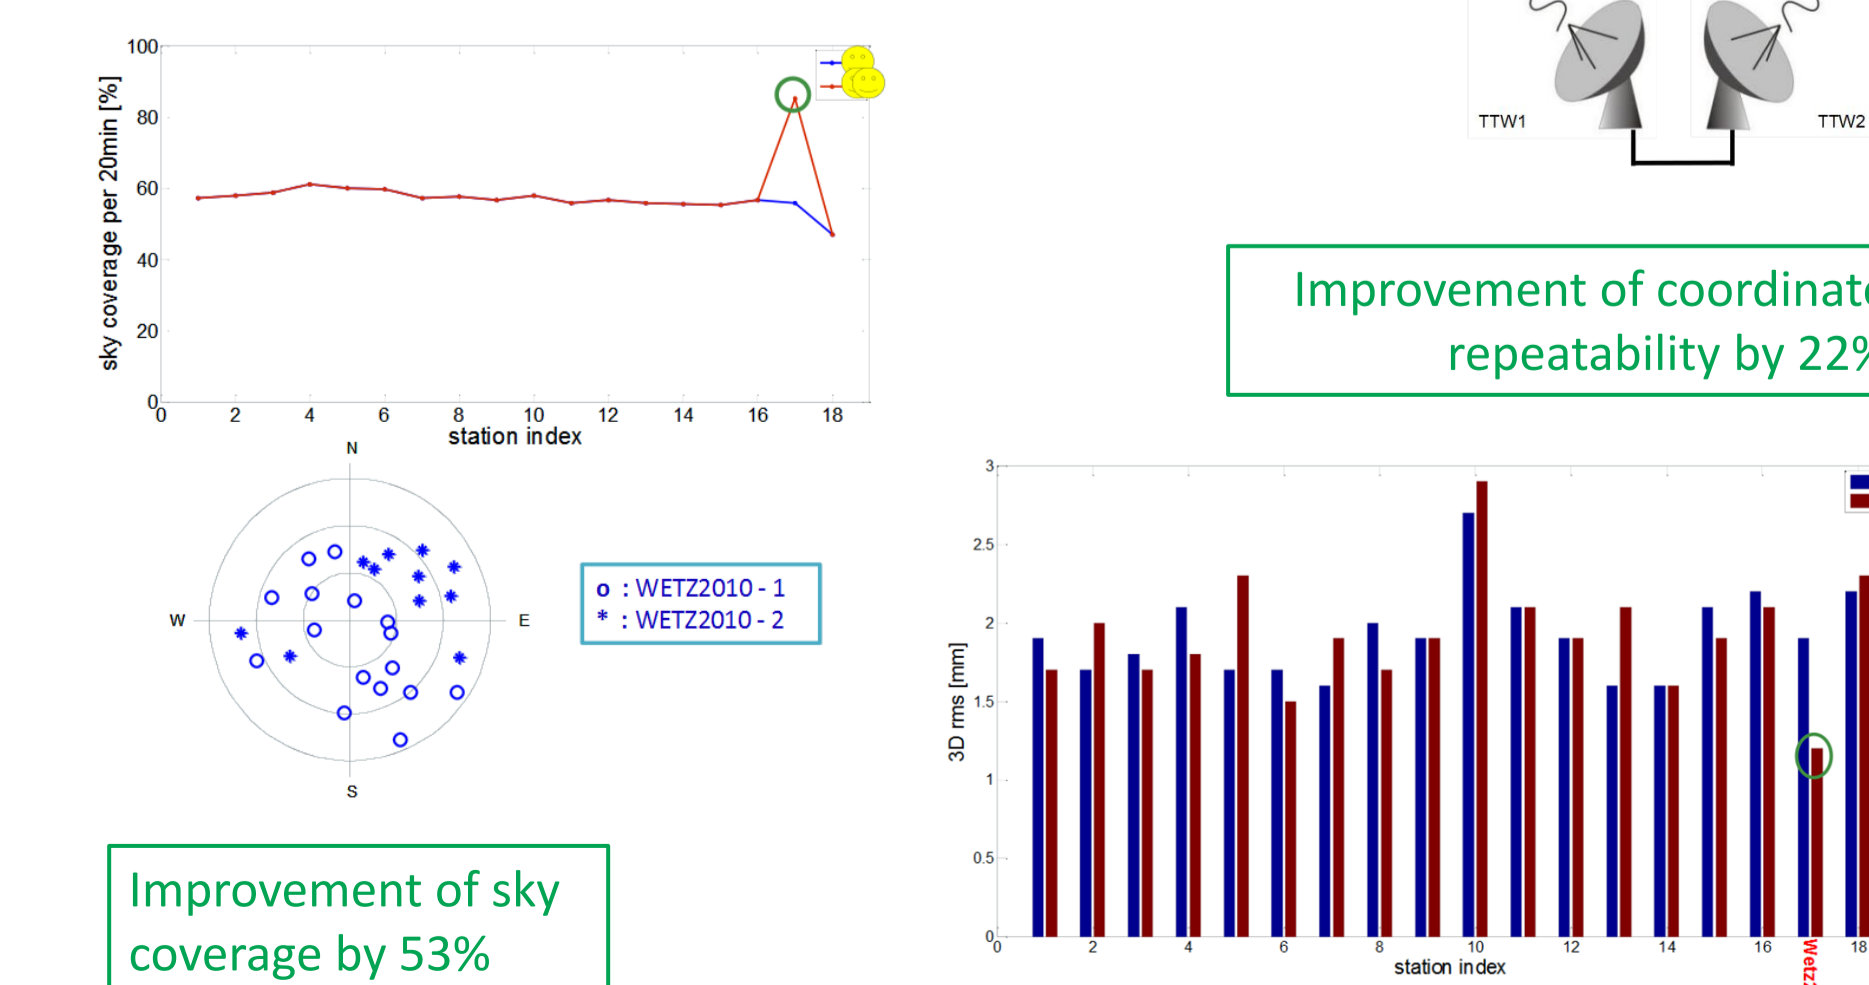 100
80
60
40
20
0
sky coverage per 20min [%]
0 2 4 6 8 10 12 14 16 18
station index
N
W
E
S
o : WETZ2010 - 1
* : WETZ2010 - 2
Improvement of sky
coverage by 53%
TTW1
TTW2
Improvement of coordinate
repeatability by 22%
3
2.5
2
1.5
1
0.5
0
3D rms [mm]
0 2 4 6 8 10 12 14 16 18
station index
Wetz